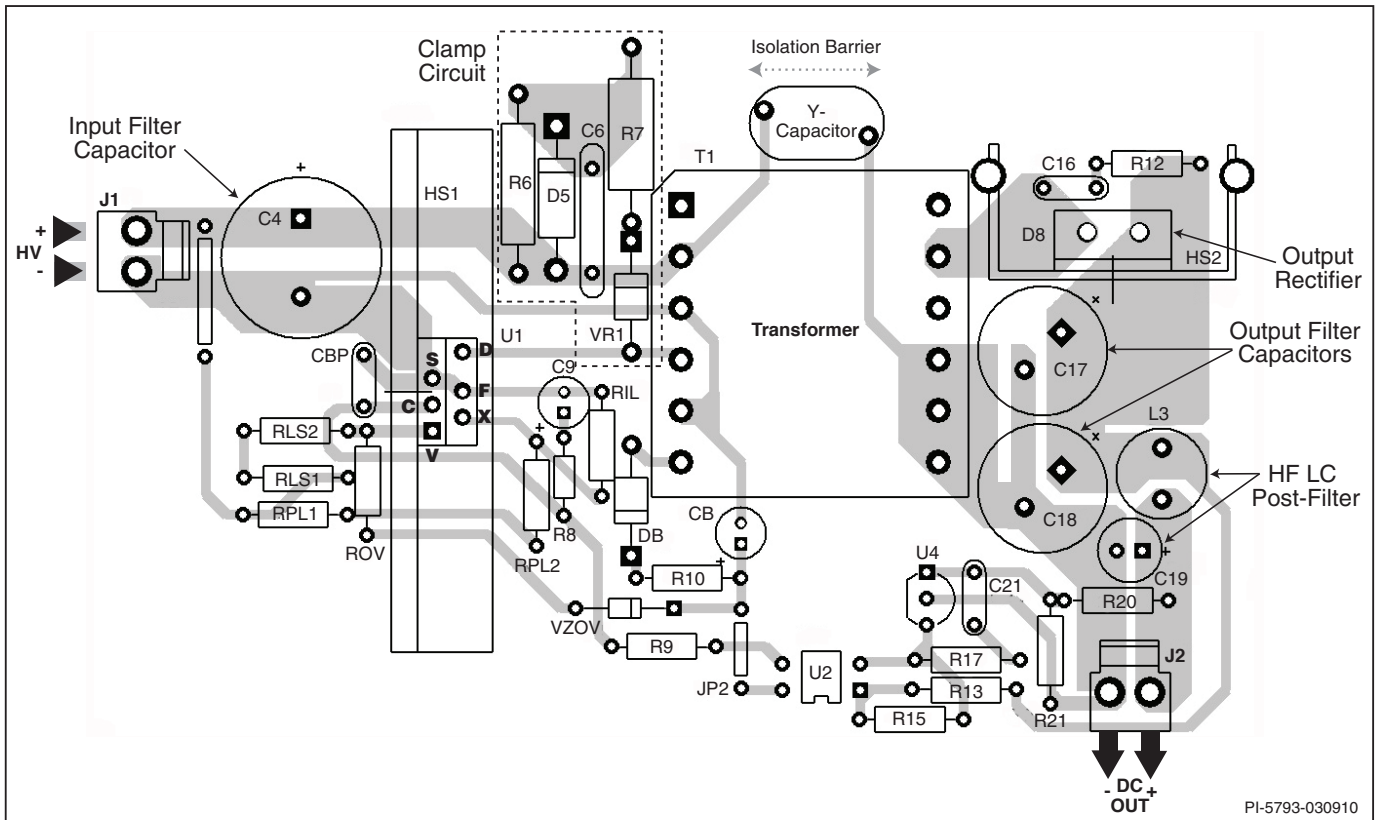 Clamp
Circuit
Isolation Barrier
Y-
Capacitor
Input Filter
Capacitor
+
C4
J1
+
HV
-
HS1
R6
D5
C6
R7
VR1
T1
Transformer
C16
R12
D8
HS2
Output
Rectifier
Output Filter
Capacitors
C17
C18
L3
HF LC
Post-Filter
+
C19
U1
S
D
F
C
X
V
CBP
RLS2
RLS1
RPL1
ROV
C9
+
RIL
R8
RPL2
DB
CB
+
R10
VZOV
R9
JP2
U2
U4
C21
R17
R13
R15
R20
R21
J2
- DC +
OUT
PI-5793-030910